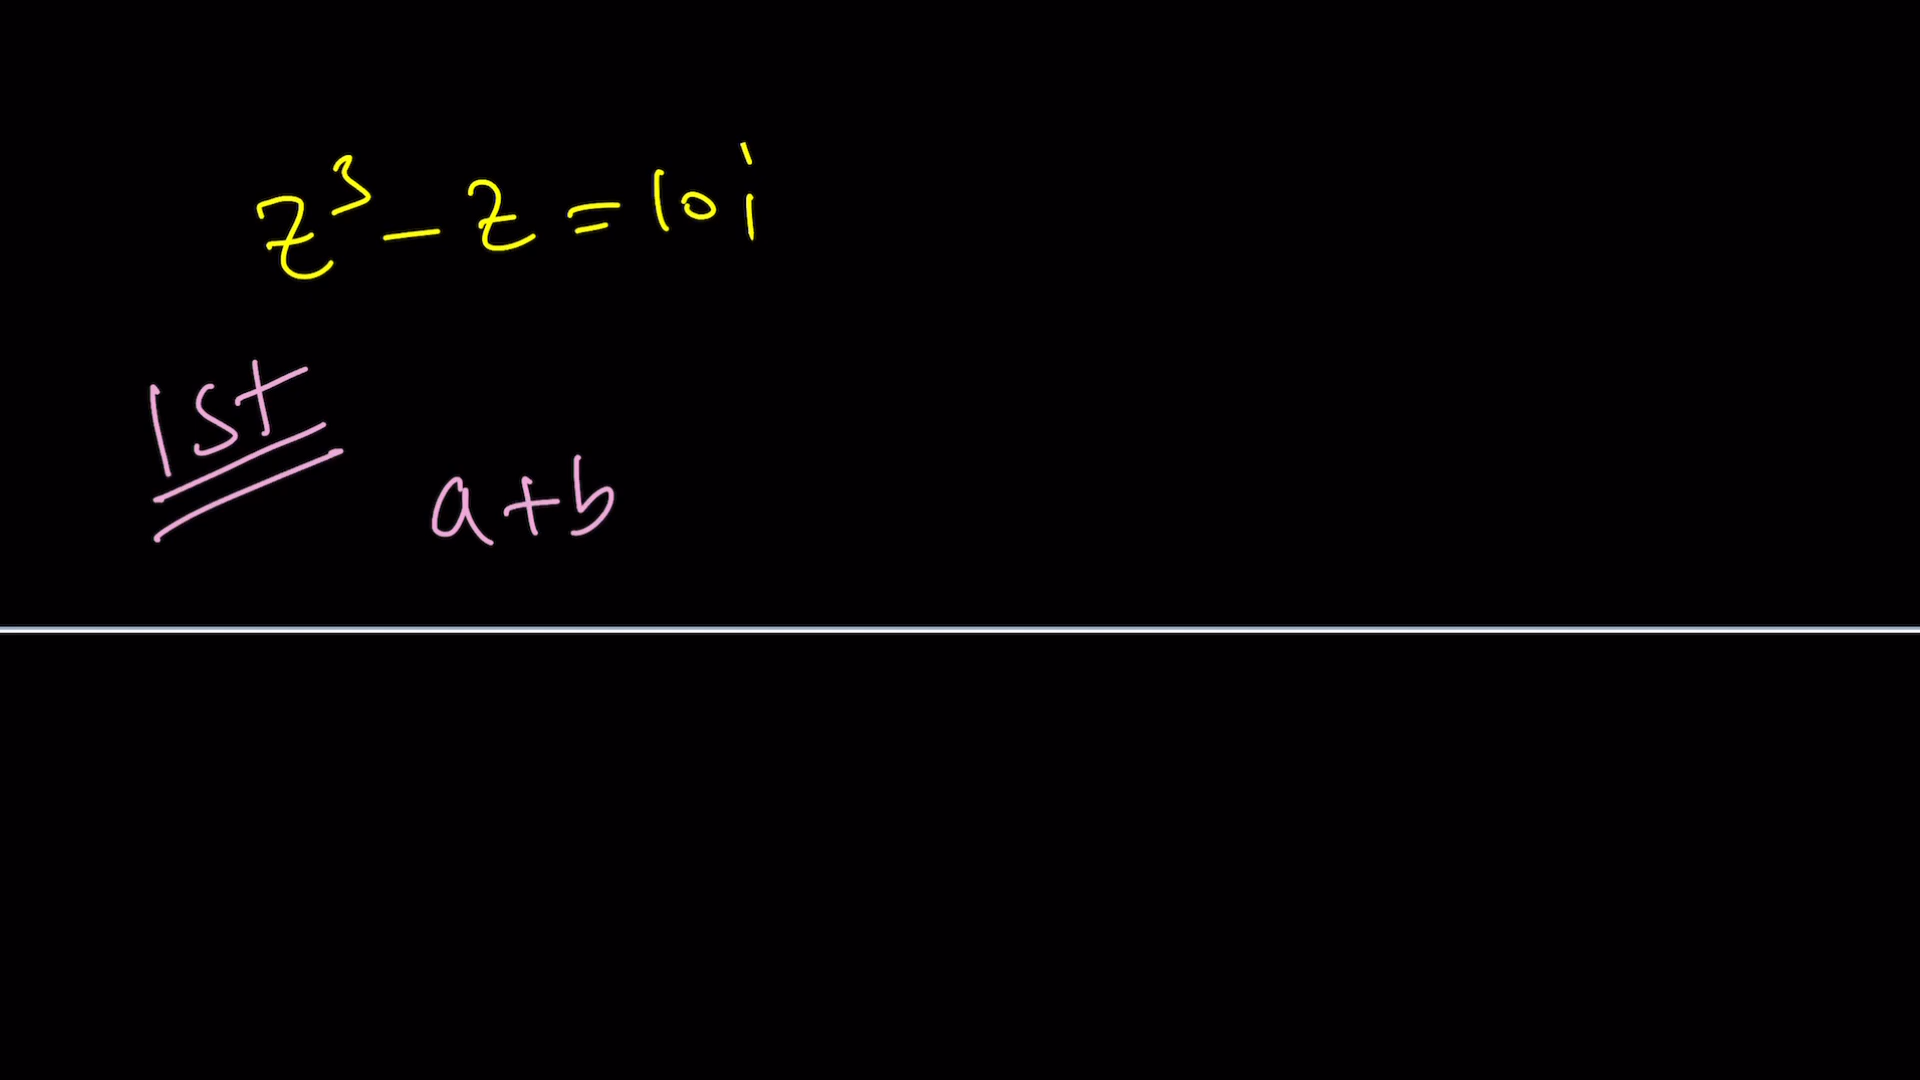 z³ - z = 10i
1st
a+b